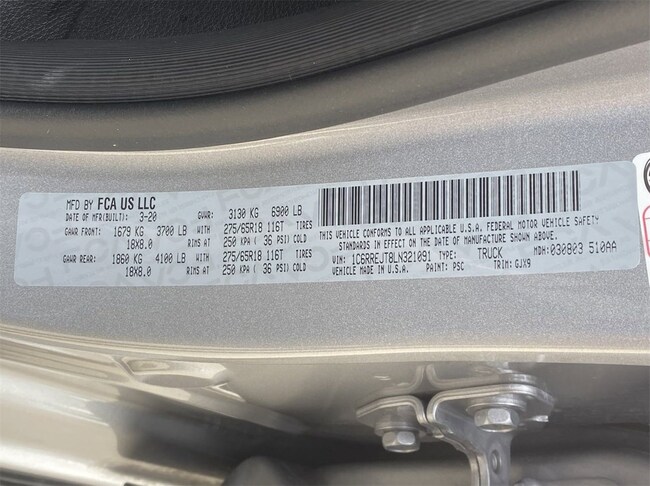 MFD BY FCA US LLC
DATE OF MFR(BUILT): 3-20 GVWR: 3130 KG 6900 LB
GAWR FRONT: 1679 KG 3700 LB WITH 275/65R18 116T TIRES
18X8.0 RIMS AT 250 KPA ( 36 PSI) COLD
GAWR REAR: 1860 KG 4100 LB WITH 275/65R18 116T TIRES
18X8.0 RIMS AT 250 KPA ( 36 PSI) COLD
THIS VEHICLE CONFORMS TO ALL APPLICABLE U.S.A. FEDERAL MOTOR VEHICLE SAFETY
STANDARDS IN EFFECT ON THE DATE OF MANUFACTURE SHOWN ABOVE.
VIN: 1C6RREJT8LN321091 TYPE: TRUCK MDH: 030803 510AA
VEHICLE MADE IN U.S.A. PAINT: PSC TRIM: GJX9